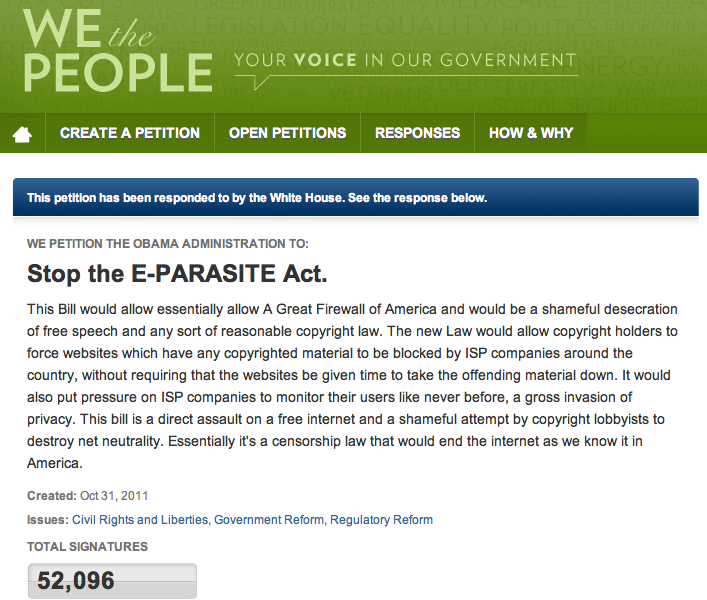 WE the
PEOPLE
YOUR VOICE IN OUR GOVERNMENT
CREATE A PETITION
OPEN PETITIONS
RESPONSES
HOW & WHY
This petition has been responded to by the White House. See the response below.
WE PETITION THE OBAMA ADMINISTRATION TO:
Stop the E-PARASITE Act.
This Bill would allow essentially allow A Great Firewall of America and would be a shameful desecration
of free speech and any sort of reasonable copyright law. The new Law would allow copyright holders to
force websites which have any copyrighted material to be blocked by ISP companies around the
country, without requiring that the websites be given time to take the offending material down. It would
also put pressure on ISP companies to monitor their users like never before, a gross invasion of
privacy. This bill is a direct assault on a free internet and a shameful attempt by copyright lobbyists to
destroy net neutrality. Essentially it's a censorship law that would end the internet as we know it in
America.
Created: Oct 31, 2011
Issues: Civil Rights and Liberties, Government Reform, Regulatory Reform
TOTAL SIGNATURES
52,096